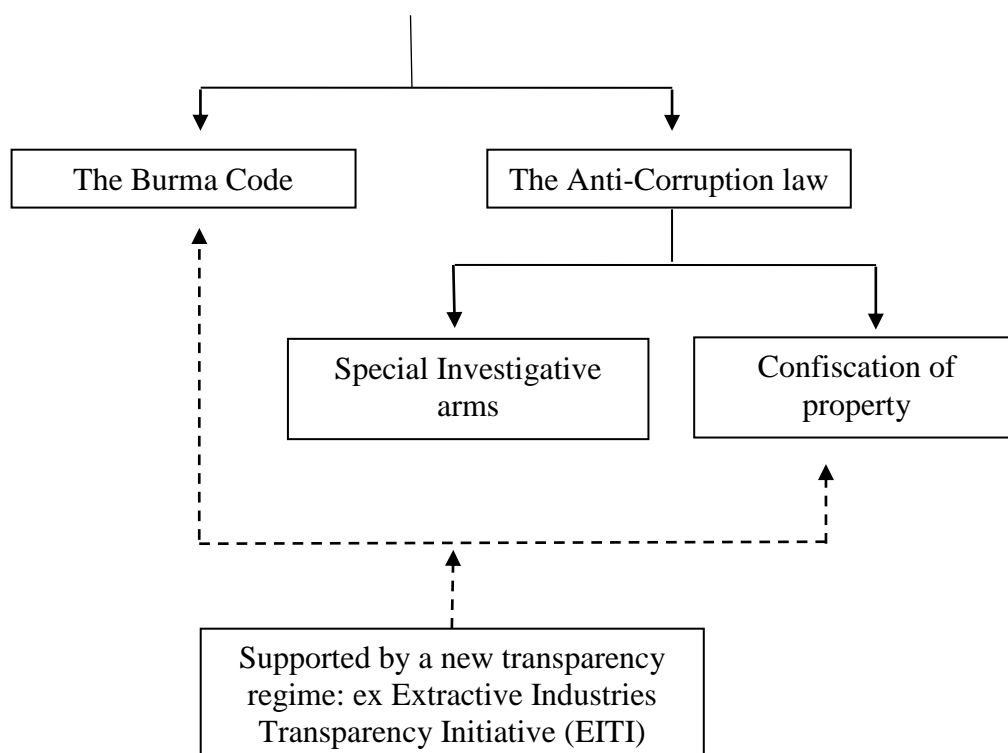 The Burma Code
The Anti-Corruption law
Special Investigative
arms
Confiscation of
property
Supported by a new transparency
regime: ex Extractive Industries
Transparency Initiative (EITI)